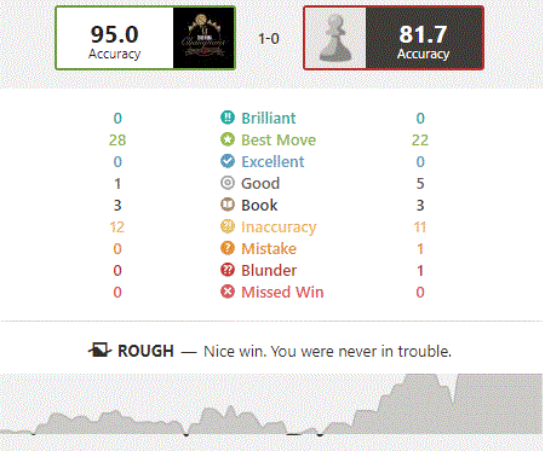 95.0
Accuracy
1-0
81.7
Accuracy
0 !! Brilliant 0
28 Best Move 22
0 Excellent 0
1 Good 5
3 Book 3
12 ?! Inaccuracy 11
0 ? Mistake 1
0 ?? Blunder 1
0 Missed Win 0
ROUGH — Nice win. You were never in trouble.